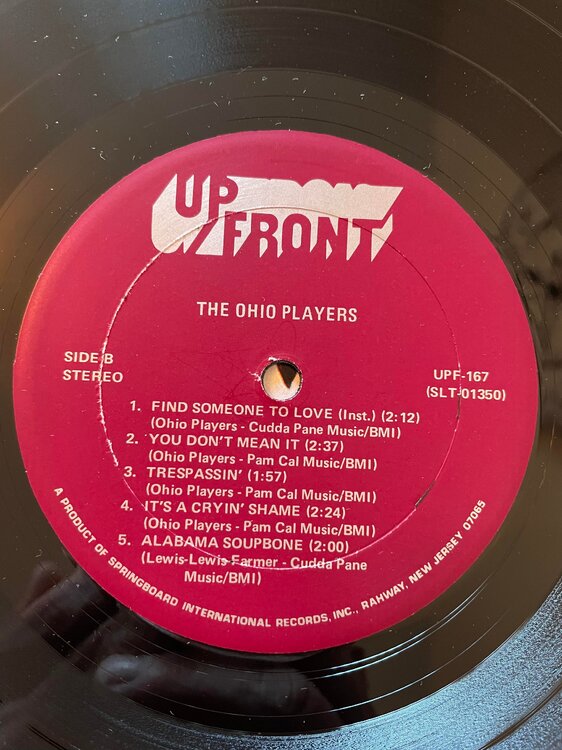 UP FRONT
THE OHIO PLAYERS
SIDE B
STEREO
UPF-167
(SLT-01350)
1. FIND SOMEONE TO LOVE (Inst.) (2:12)
(Ohio Players - Cudda Pane Music/BMI)
2. YOU DON'T MEAN IT (2:37)
(Ohio Players - Pam Cal Music/BMI)
3. TRESPASSIN' (1:57)
(Ohio Players - Pam Cal Music/BMI)
4. IT'S A CRYIN' SHAME (2:24)
(Ohio Players - Pam Cal Music/BMI)
5. ALABAMA SOUPBONE (2:00)
(Lewis-Lewis-Farmer - Cudda Pane
Music/BMI)
A PRODUCT OF SPRINGBOARD INTERNATIONAL RECORDS, INC., RAHWAY, NEW JERSEY 07065